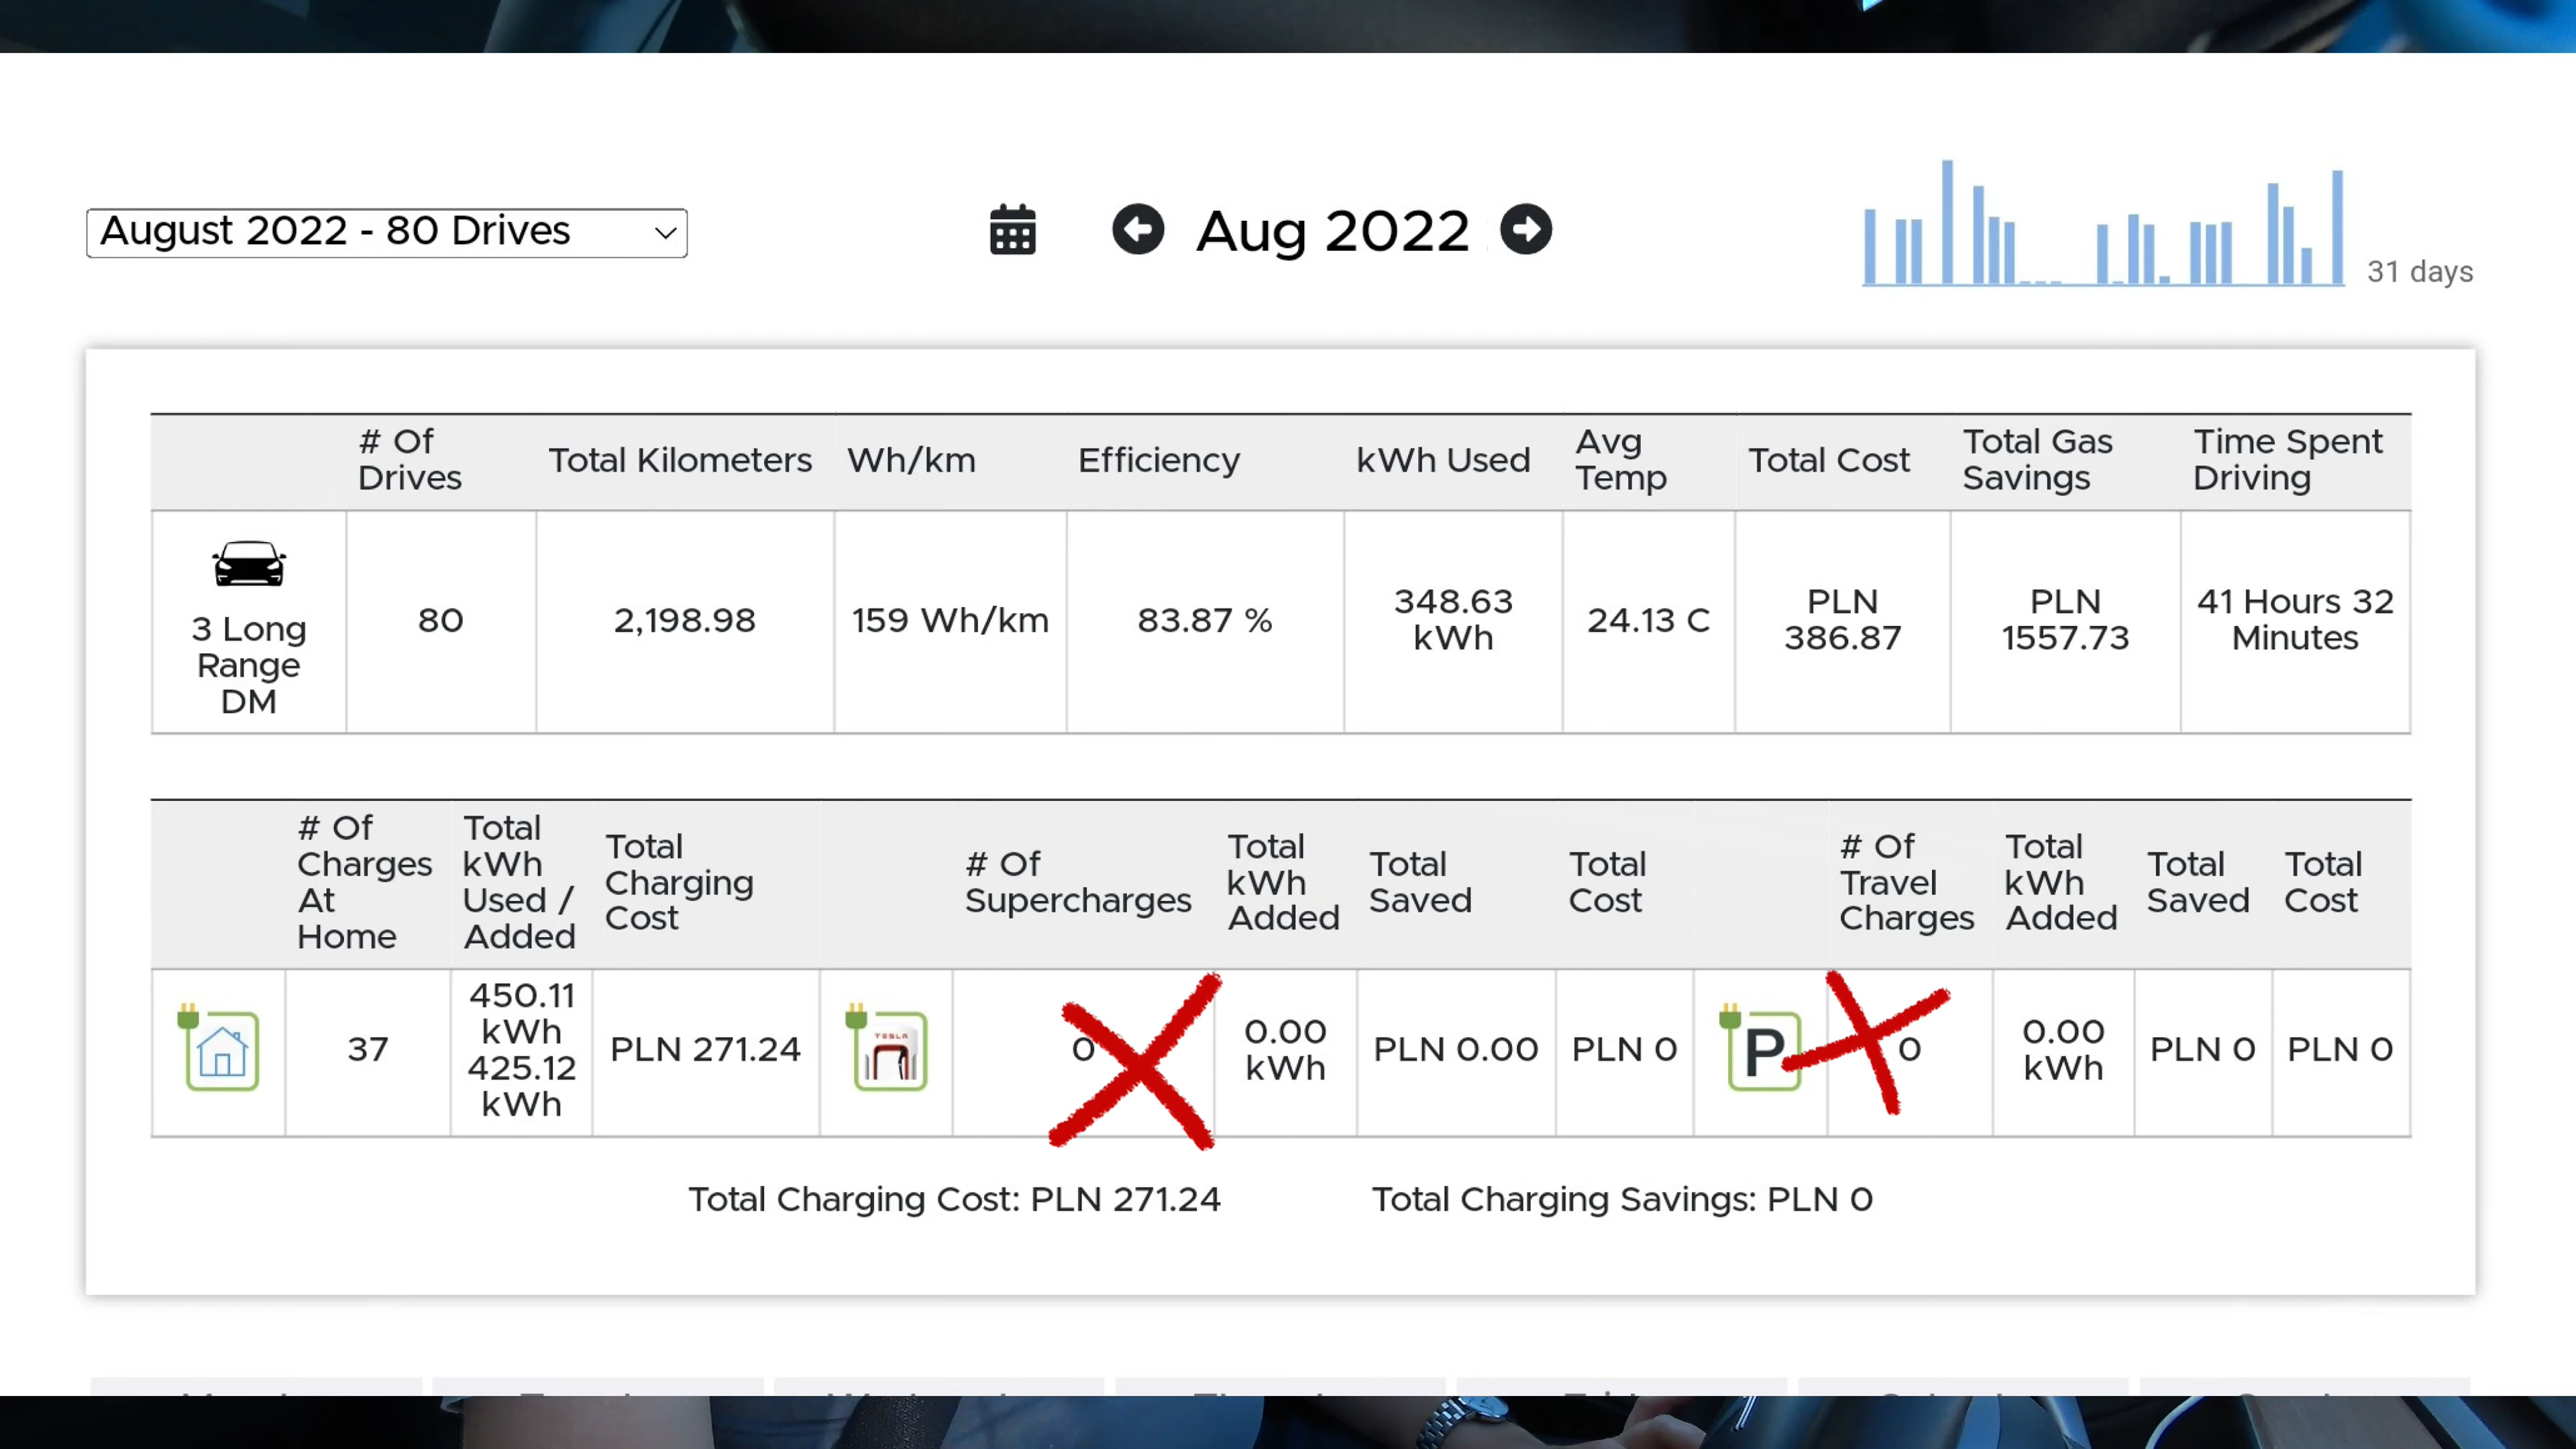 August 2022 - 80 Drives
Aug 2022
31 days
# Of
Drives
Total Kilometers
Wh/km
Efficiency
kWh Used
Avg
Temp
Total Cost
Total Gas
Savings
Time Spent
Driving
3 Long
Range
DM
80
2,198.98
159 Wh/km
83.87 %
348.63
kWh
24.13 C
PLN
386.87
PLN
1557.73
41 Hours 32
Minutes
# Of
Charges
At
Home
Total
kWh
Used /
Added
Total
Charging
Cost
# Of
Supercharges
Total
kWh
Added
Total
Saved
Total
Cost
# Of
Travel
Charges
Total
kWh
Added
Total
Saved
Total
Cost
37
450.11
kWh
425.12
kWh
PLN 271.24
TESLA
0
0.00
kWh
PLN 0.00
PLN 0
P
0
0.00
kWh
PLN 0
PLN 0
Total Charging Cost: PLN 271.24
Total Charging Savings: PLN 0